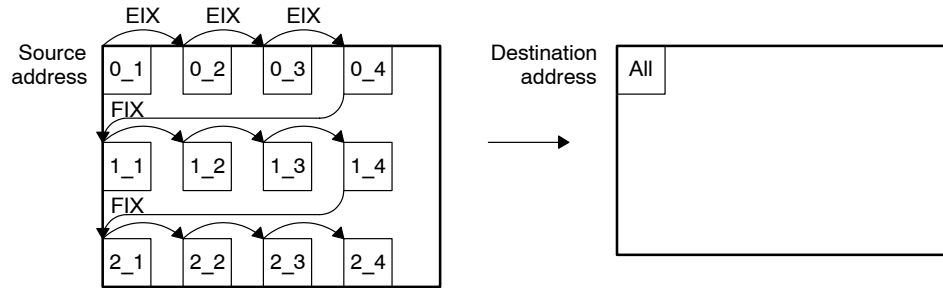 EIX EIX EIX
Source address
Destination address
0_1 0_2 0_3 0_4
All
FIX
1_1 1_2 1_3 1_4
FIX
2_1 2_2 2_3 2_4